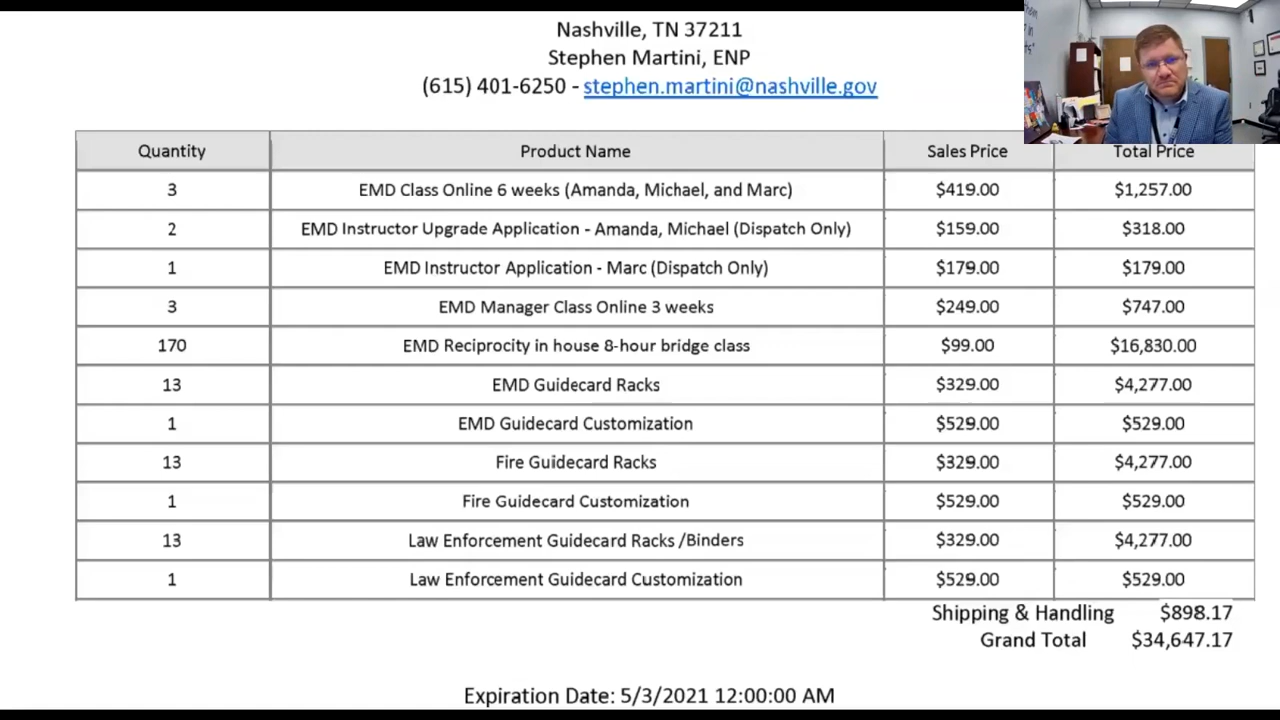 Nashville, TN 37211
Stephen Martini, ENP
(615) 401-6250 - stephen.martini@nashville.gov
Quantity Product Name Sales Price Total Price
3 EMD Class Online 6 weeks (Amanda, Michael, and Marc) $419.00 $1,257.00
2 EMD Instructor Upgrade Application - Amanda, Michael (Dispatch Only) $159.00 $318.00
1 EMD Instructor Application - Marc (Dispatch Only) $179.00 $179.00
3 EMD Manager Class Online 3 weeks $249.00 $747.00
170 EMD Reciprocity in house 8-hour bridge class $99.00 $16,830.00
13 EMD Guidecard Racks $329.00 $4,277.00
1 EMD Guidecard Customization $529.00 $529.00
13 Fire Guidecard Racks $329.00 $4,277.00
1 Fire Guidecard Customization $529.00 $529.00
13 Law Enforcement Guidecard Racks /Binders $329.00 $4,277.00
1 Law Enforcement Guidecard Customization $529.00 $529.00
Shipping & Handling $898.17
Grand Total $34,647.17
Expiration Date: 5/3/2021 12:00:00 AM